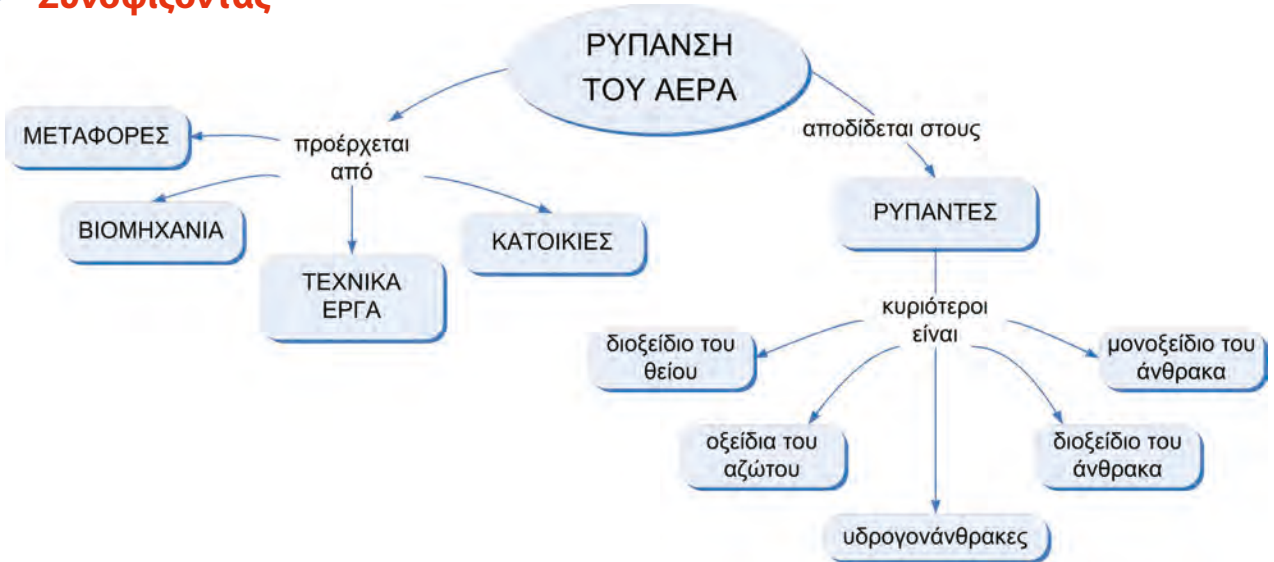 Συνοψίζοντας
ΡΥΠΑΝΣΗ
ΤΟΥ ΑΕΡΑ
προέρχεται
από
ΜΕΤΑΦΟΡΕΣ
ΒΙΟΜΗΧΑΝΙΑ
ΤΕΧΝΙΚΑ
ΕΡΓΑ
ΚΑΤΟΙΚΙΕΣ
αποδίδεται στους
ΡΥΠΑΝΤΕΣ
κυριότεροι
είναι
διοξείδιο του
θείου
οξείδια του
αζώτου
υδρογονάνθρακες
διοξείδιο του
άνθρακα
μονοξείδιο του
άνθρακα